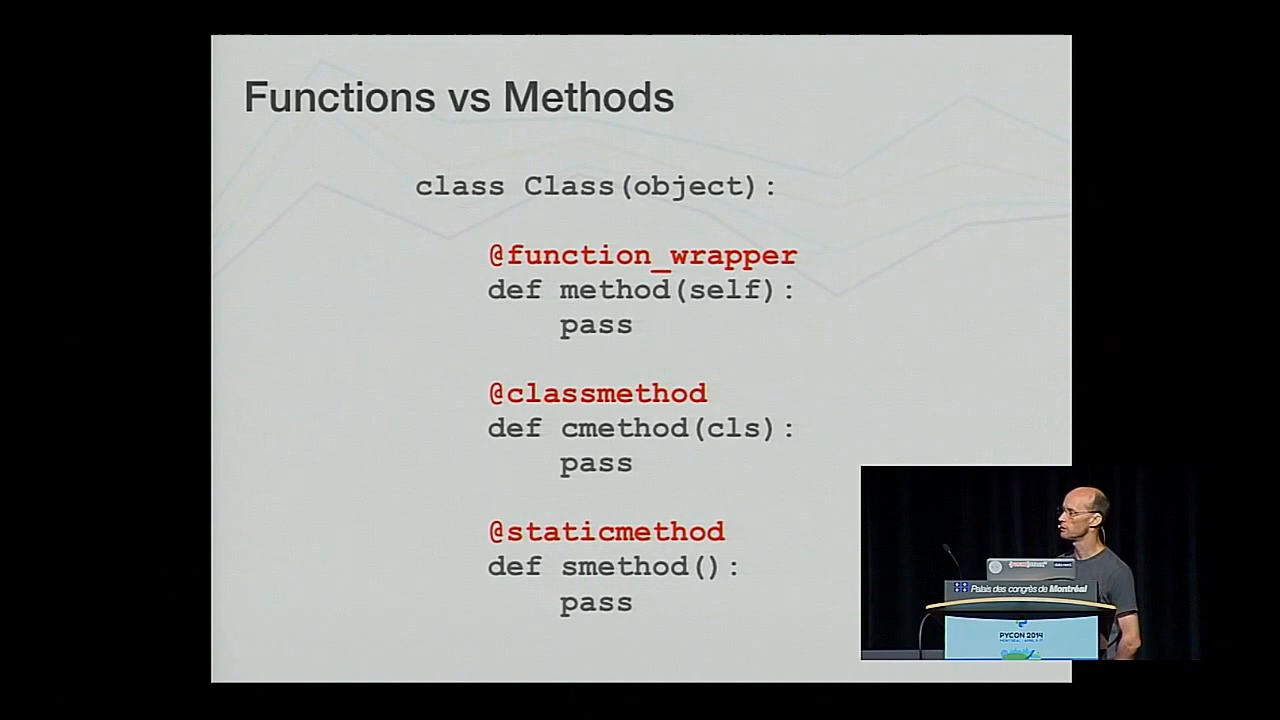 Functions vs Methods
class Class(object):
@function_wrapper
def method(self):
pass
@classmethod
def cmethod(cls):
pass
@staticmethod
def smethod():
pass
Palais des congrès de Montréal
PYCON 2014